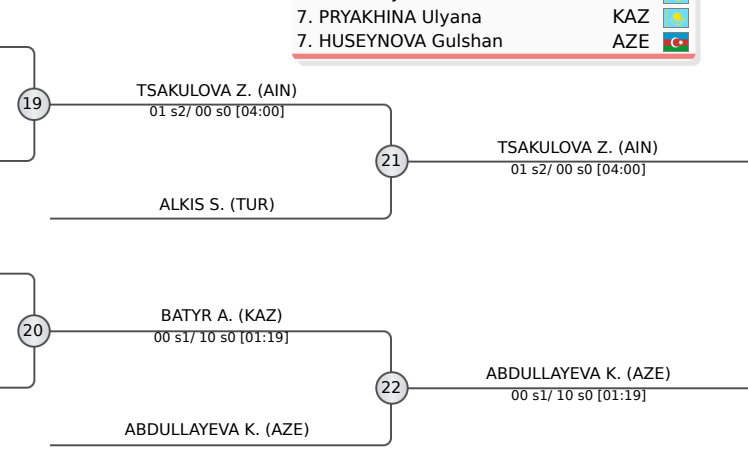 7. PRYAKHINA Ulyana KAZ
7. HUSEYNOVA Gulshan AZE
19
TSAKULOVA Z. (AIN)
01 s2/ 00 s0 [04:00]
21
TSAKULOVA Z. (AIN)
01 s2/ 00 s0 [04:00]
ALKIS S. (TUR)
20
BATYR A. (KAZ)
00 s1/ 10 s0 [01:19]
22
ABDULLAYEVA K. (AZE)
00 s1/ 10 s0 [01:19]
ABDULLAYEVA K. (AZE)